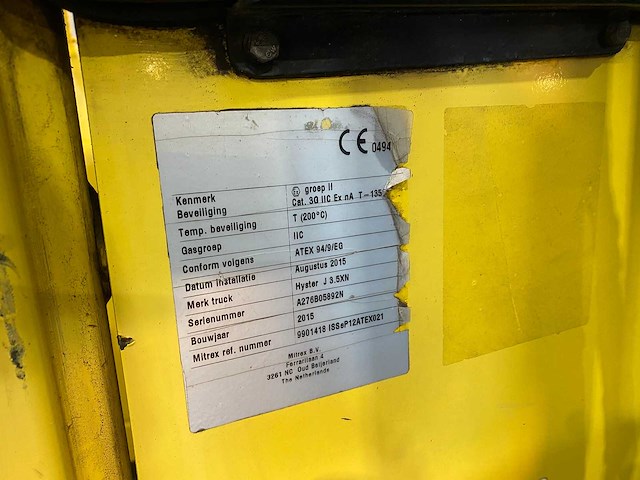 CE 0494
Kenmerk εx groep II
Beveiliging Cat. 3G IIC Ex nA T-135
Temp. beveiliging T (200°C)
Gasgroep IIC
Conform volgens ATEX 94/9/EG
Datum installatie Augustus 2015
Merk truck Hyster J 3.5XN
Serienummer A276B05892N
Bouwjaar 2015
Mitrex ref. nummer 9901418 ISSeP12ATEX021
Mitrex B.V.
Ferrarilaan 4
3261 NC Oud Beijerland
The Netherlands